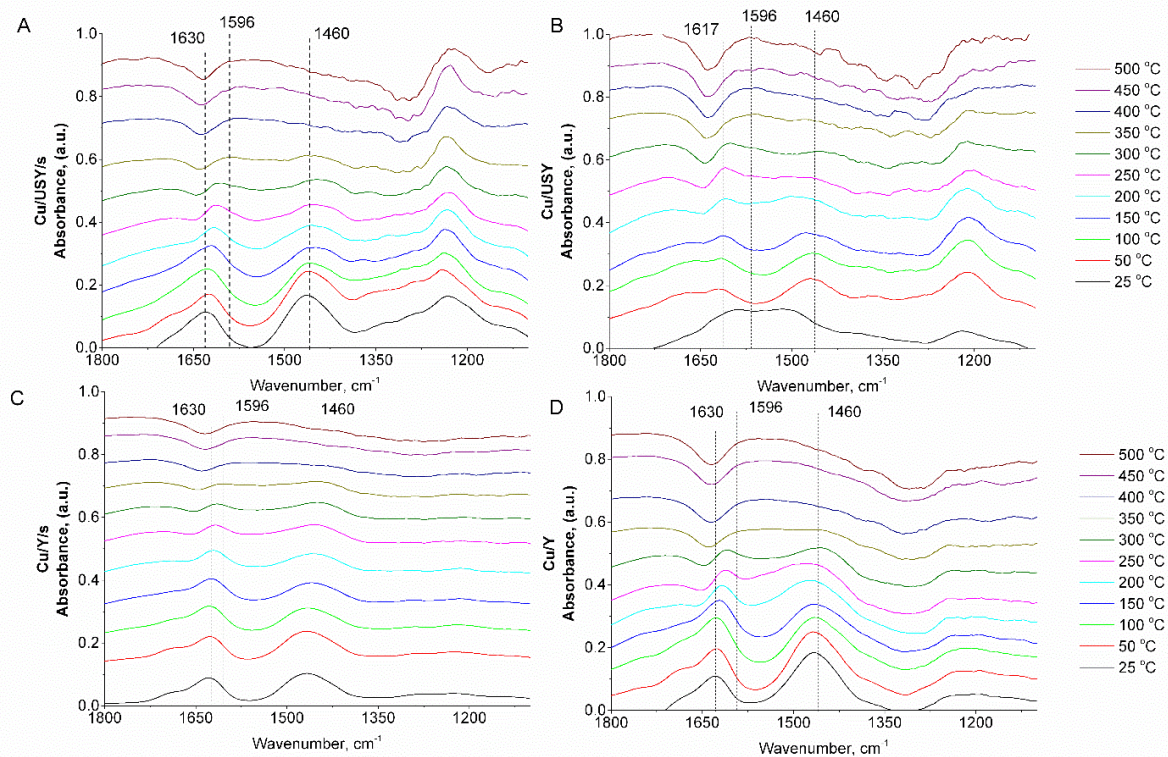 A
1630
1596
1460
1.0
0.8
0.6
0.4
0.2
0.0
Cu/USY/s
Absorbance, (a.u.)
1800
1650
1500
1350
1200
Wavenumber, cm-1
B
1617
1596
1460
1.0
0.8
0.6
0.4
0.2
0.0
Cu/USY
Absorbance, (a.u.)
1800
1650
1500
1350
1200
Wavenumber, cm-1
500 °C
450 °C
400 °C
350 °C
300 °C
250 °C
200 °C
150 °C
100 °C
50 °C
25 °C
C
1630
1596
1460
1.0
0.8
0.6
0.4
0.2
0.0
Cu/Y/s
Absorbance, (a.u.)
1800
1650
1500
1350
1200
Wavenumber, cm-1
D
1630
1596
1460
1.0
0.8
0.6
0.4
0.2
0.0
Cu/Y
Absorbance, (a.u.)
1800
1650
1500
1350
1200
Wavenumber, cm-1
500 °C
450 °C
400 °C
350 °C
300 °C
250 °C
200 °C
150 °C
100 °C
50 °C
25 °C